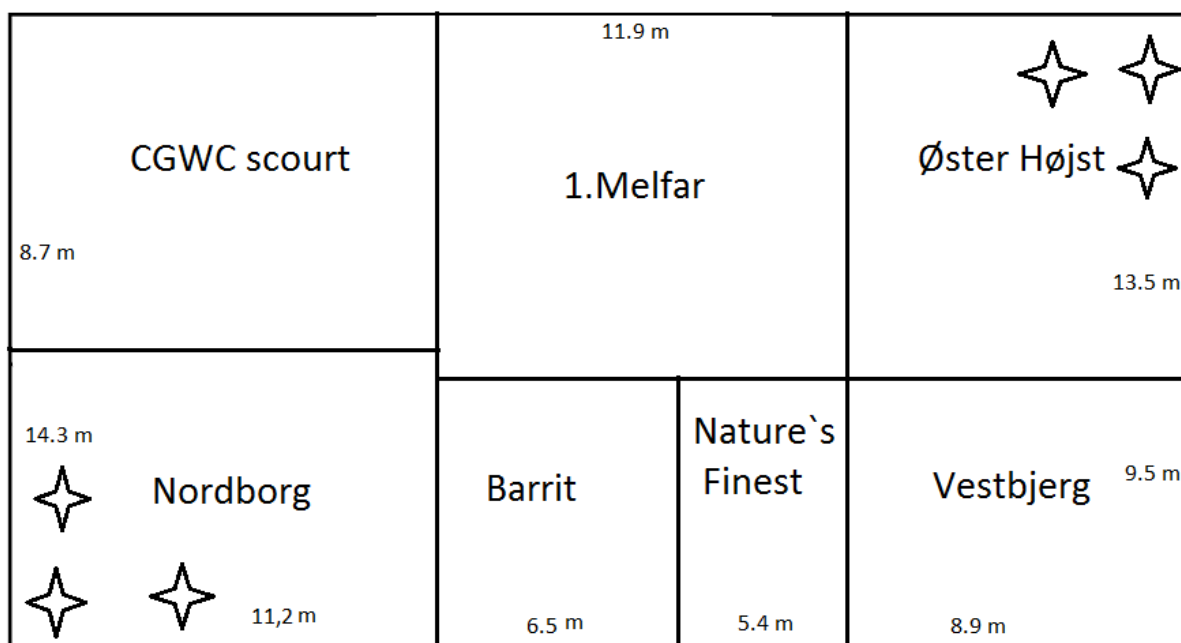 11.9 m
CGWC scourt
1.Melfar
Øster Højst
8.7 m
13.5 m
14.3 m
Nordborg
11,2 m
Barrit
6.5 m
Nature`s
Finest
5.4 m
Vestbjerg
9.5 m
8.9 m